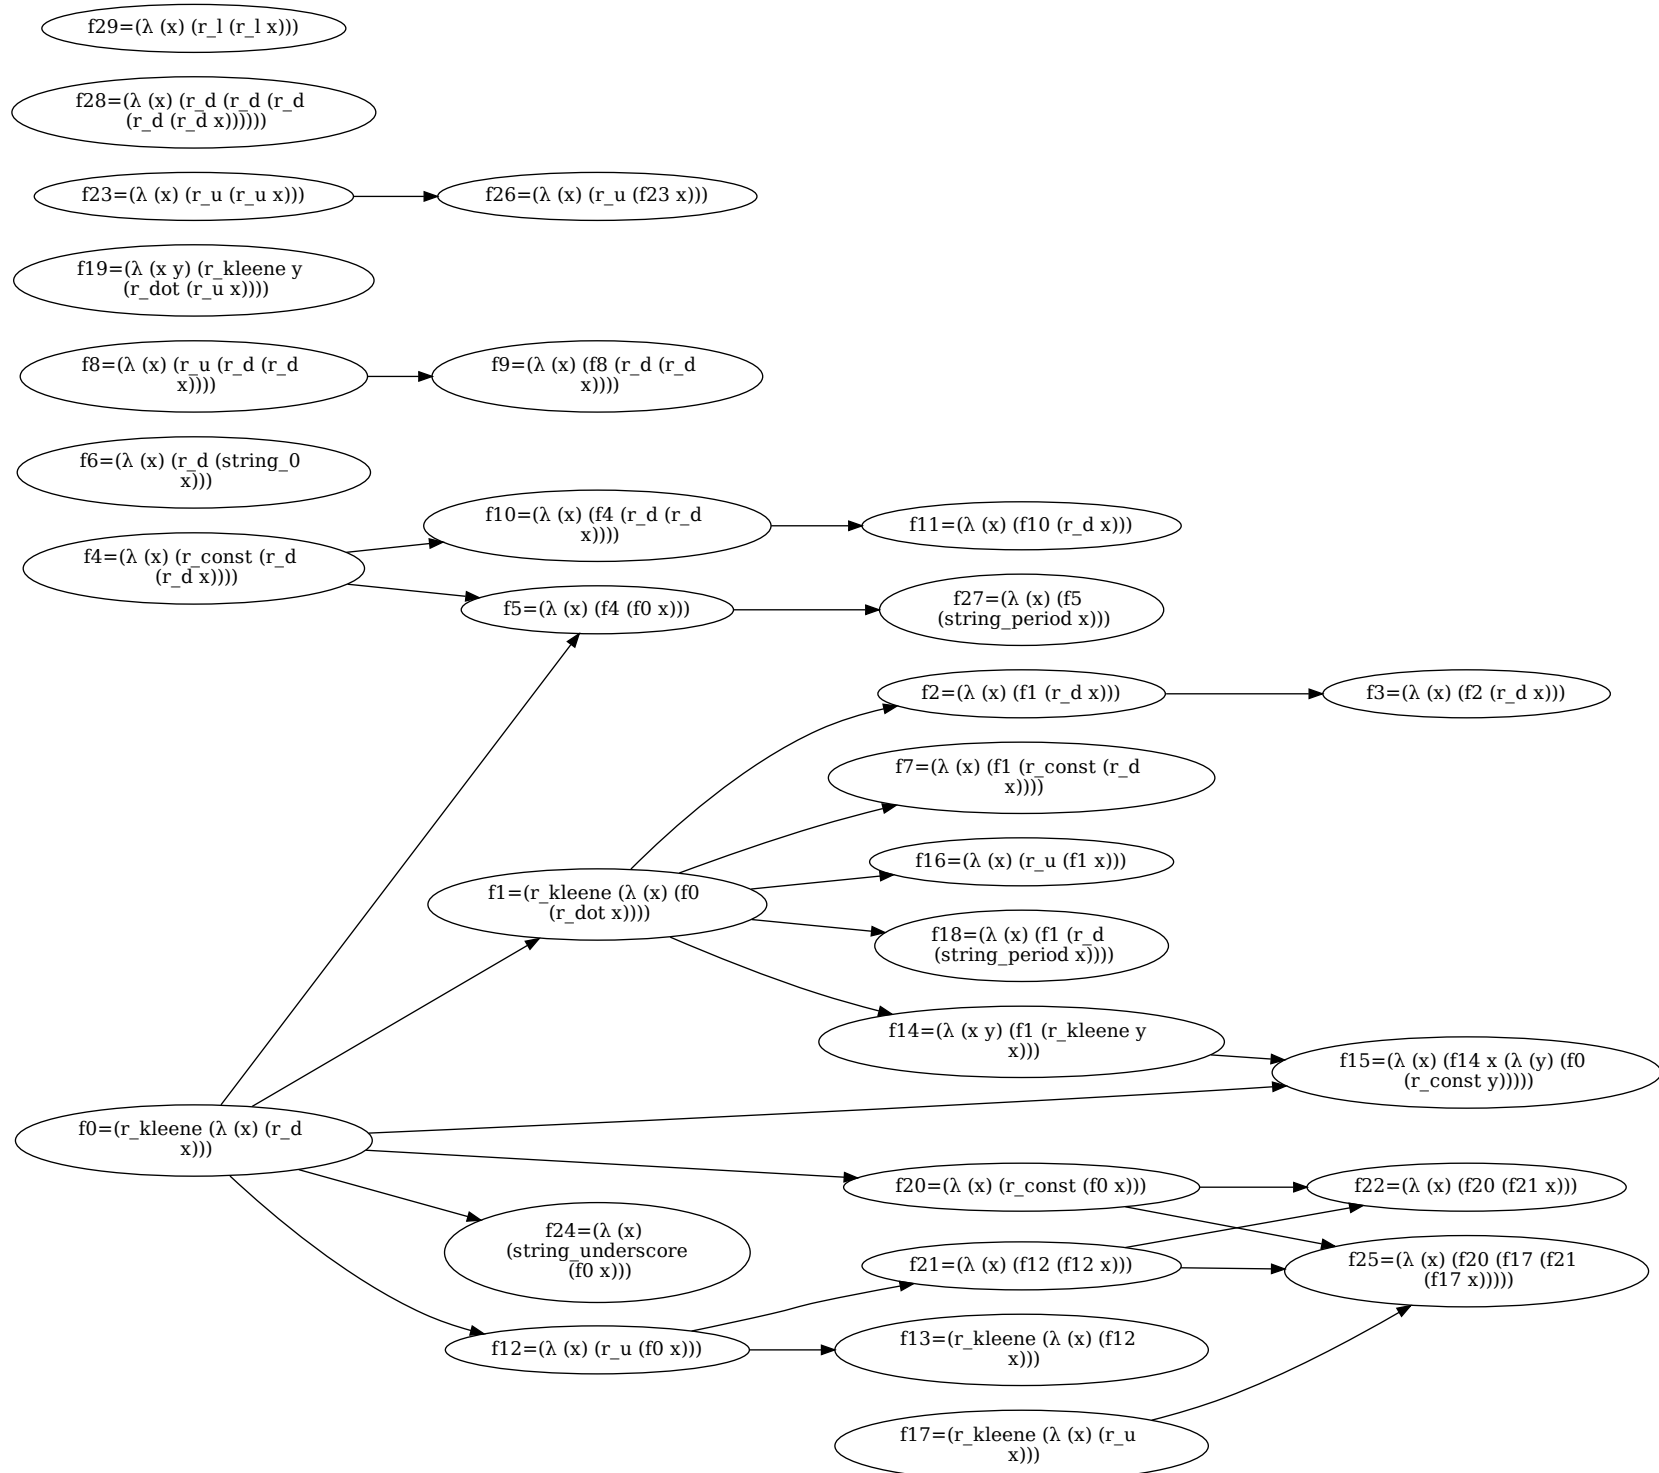 f29=(λ (x) (r_l (r_l x)))
f28=(λ (x) (r_d (r_d (r_d
(r_d (r_d x))))))
f23=(λ (x) (r_u (r_u x)))
f26=(λ (x) (r_u (f23 x)))
f19=(λ (x y) (r_kleene y
(r_dot (r_u x))))
f8=(λ (x) (r_u (r_d (r_d
x))))
f9=(λ (x) (f8 (r_d (r_d
x))))
f6=(λ (x) (r_d (string_0
x)))
f10=(λ (x) (f4 (r_d (r_d
x))))
f11=(λ (x) (f10 (r_d x)))
f4=(λ (x) (r_const (r_d
(r_d x))))
f5=(λ (x) (f4 (f0 x)))
f27=(λ (x) (f5
(string_period x)))
f2=(λ (x) (f1 (r_d x)))
f3=(λ (x) (f2 (r_d x)))
f7=(λ (x) (f1 (r_const (r_d
x))))
f16=(λ (x) (r_u (f1 x)))
f1=(r_kleene (λ (x) (f0
(r_dot x))))
f18=(λ (x) (f1 (r_d
(string_period x))))
f14=(λ (x y) (f1 (r_kleene y
x)))
f15=(λ (x) (f14 x (λ (y) (f0
(r_const y)))))
f0=(r_kleene (λ (x) (r_d
x)))
f20=(λ (x) (r_const (f0 x)))
f22=(λ (x) (f20 (f21 x)))
f24=(λ (x)
(string_underscore
(f0 x)))
f21=(λ (x) (f12 (f12 x)))
f25=(λ (x) (f20 (f17 (f21
(f17 x)))))
f12=(λ (x) (r_u (f0 x)))
f13=(r_kleene (λ (x) (f12
x)))
f17=(r_kleene (λ (x) (r_u
x)))